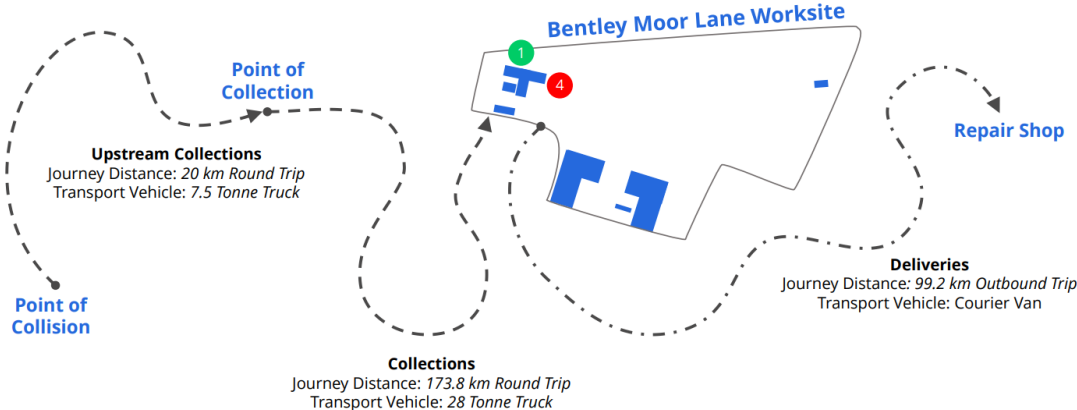 Bentley Moor Lane Worksite
1
4
Point of
Collection
Repair Shop
Upstream Collections
Journey Distance: 20 km Round Trip
Transport Vehicle: 7.5 Tonne Truck
Deliveries
Journey Distance: 99.2 km Outbound Trip
Transport Vehicle: Courier Van
Point of
Collision
Collections
Journey Distance: 173.8 km Round Trip
Transport Vehicle: 28 Tonne Truck